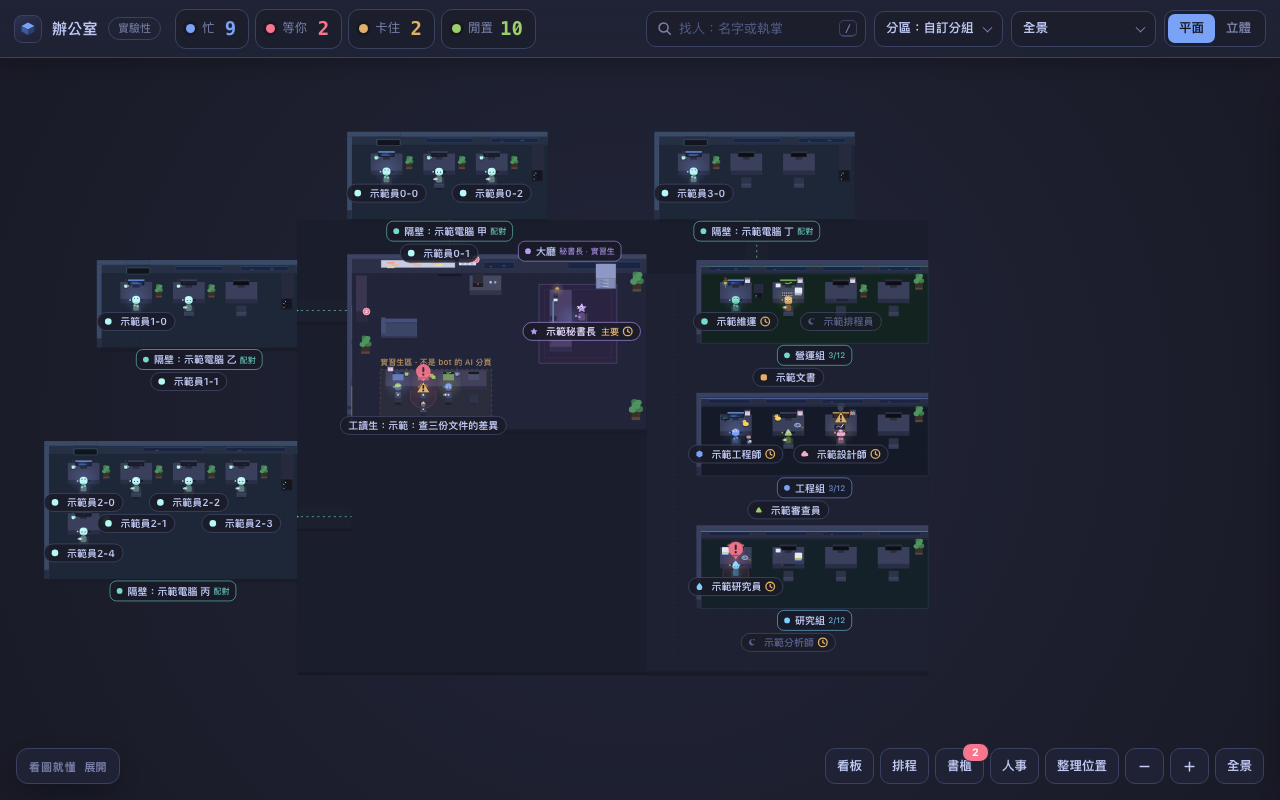 辦公室 實驗性 忙 9 等你 2 卡住 2 閒置 10 找人：名字或執掌 / 分區：自訂分組 全景 平面 立體
示範員0-0 示範員0-2
隔壁：示範電腦 甲 配對
示範員0-1
示範員3-0
隔壁：示範電腦 丁 配對
大廳 秘書長 · 實習生
示範秘書長 主要
實習生區 · 不是 bot 的 AI 分頁
工讀生：示範：查三份文件的差異
示範員1-0
隔壁：示範電腦 乙 配對
示範員1-1
示範員2-0 示範員2-2
示範員2-1 示範員2-3
示範員2-4
隔壁：示範電腦 丙 配對
示範維運 示範排程員
營運組 3/12
示範文書
示範工程師 示範設計師
工程組 3/12
示範審查員
示範研究員
研究組 2/12
示範分析師
看圖就懂 展開
看板 排程 書櫃 2 人事 整理位置 − + 全景